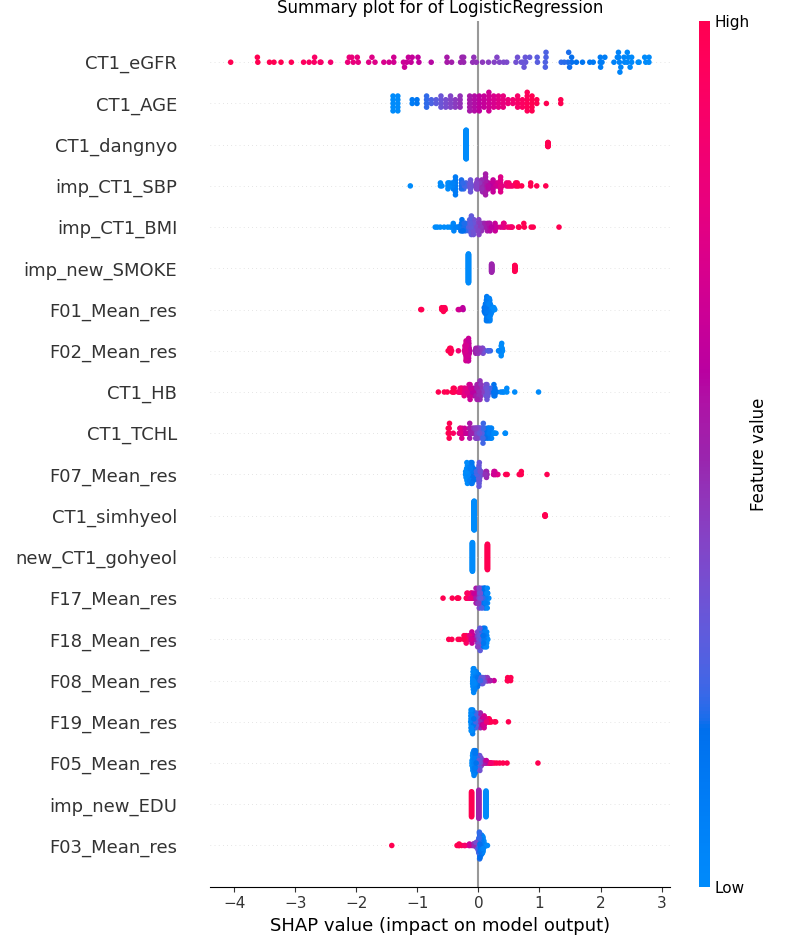 Summary plot for of LogisticRegression
High
CT1_eGFR
CT1_AGE
CT1_dangnyo
imp_CT1_SBP
imp_CT1_BMI
imp_new_SMOKE
F01_Mean_res
F02_Mean_res
CT1_HB
CT1_TCHL
F07_Mean_res
CT1_simhyeol
new_CT1_gohyeol
F17_Mean_res
F18_Mean_res
F08_Mean_res
F19_Mean_res
F05_Mean_res
imp_new_EDU
F03_Mean_res
Feature value
Low
−4 −3 −2 −1 0 1 2 3
SHAP value (impact on model output)